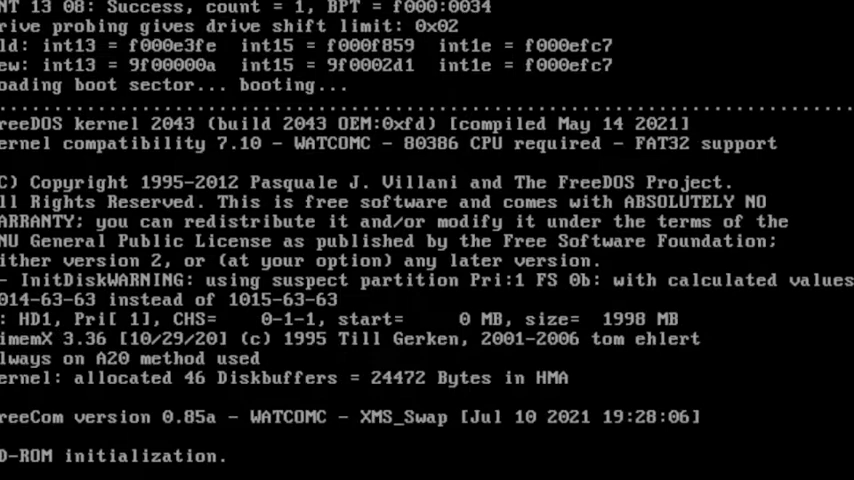 NT 13 08: Success, count = 1, BPT = f000:0034
rive probing gives drive shift limit: 0x02
ld: int13 = f000e3fe  int15 = f000f859  int1e = f000efc7
ew: int13 = 9f00000a  int15 = 9f0002d1  int1e = f000efc7
oading boot sector... booting...
...........................................................................................................
reeDOS kernel 2043 (build 2043 OEM:0xfd) [compiled May 14 2021]
ernel compatibility 7.10 - WATCOMC - 80386 CPU required - FAT32 support
C) Copyright 1995-2012 Pasquale J. Villani and The FreeDOS Project.
ll Rights Reserved. This is free software and comes with ABSOLUTELY NO
ARRANTY; you can redistribute it and/or modify it under the terms of the
NU General Public License as published by the Free Software Foundation;
ither version 2, or (at your option) any later version.
- InitDiskWARNING: using suspect partition Pri:1 FS 0b: with calculated values
014-63-63 instead of 1015-63-63
: HD1, Pri[ 1], CHS=    0-1-1, start=     0 MB, size=  1998 MB
imemX 3.36 [10/29/20] (c) 1995 Till Gerken, 2001-2006 tom ehlert
lways on A20 method used
ernel: allocated 46 Diskbuffers = 24472 Bytes in HMA
reeCom version 0.85a - WATCOMC - XMS_Swap [Jul 10 2021 19:28:06]
D-ROM initialization.